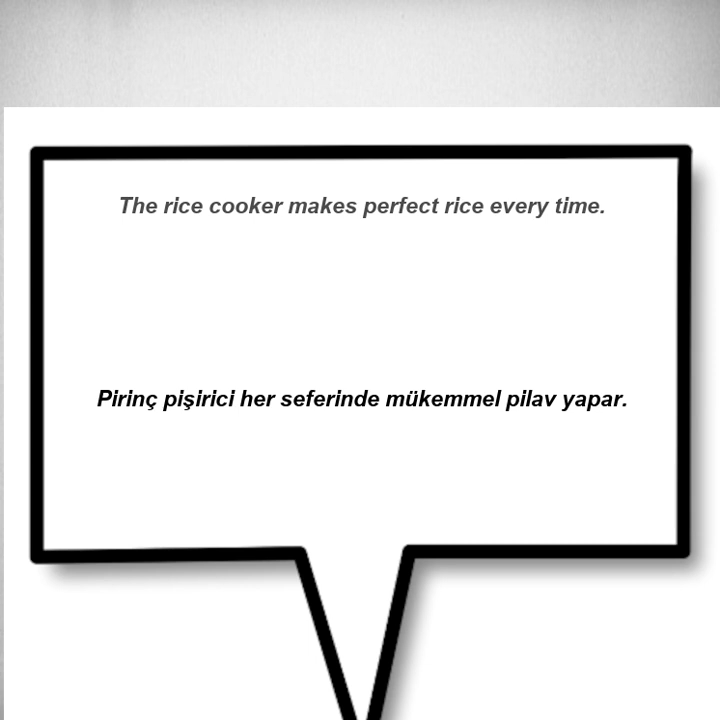 The rice cooker makes perfect rice every time.
Pirinç pişirici her seferinde mükemmel pilav yapar.